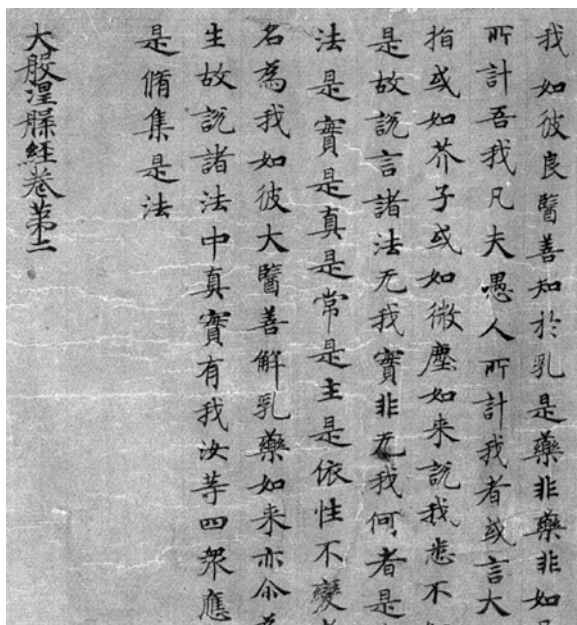 我如彼良醫善知於乳是藥非藥非如
所計吾我凡夫愚人所計我者或言大
指或如芥子或如微塵如来說我悉不
是故說言諸法无我實非无我何者是
法是實是真是常是主是依性不變
名為我如彼大醫善解乳藥如来亦尒
生故說諸法中真實有我汝等四眾應
是脩集是法
大般涅槃經卷第二